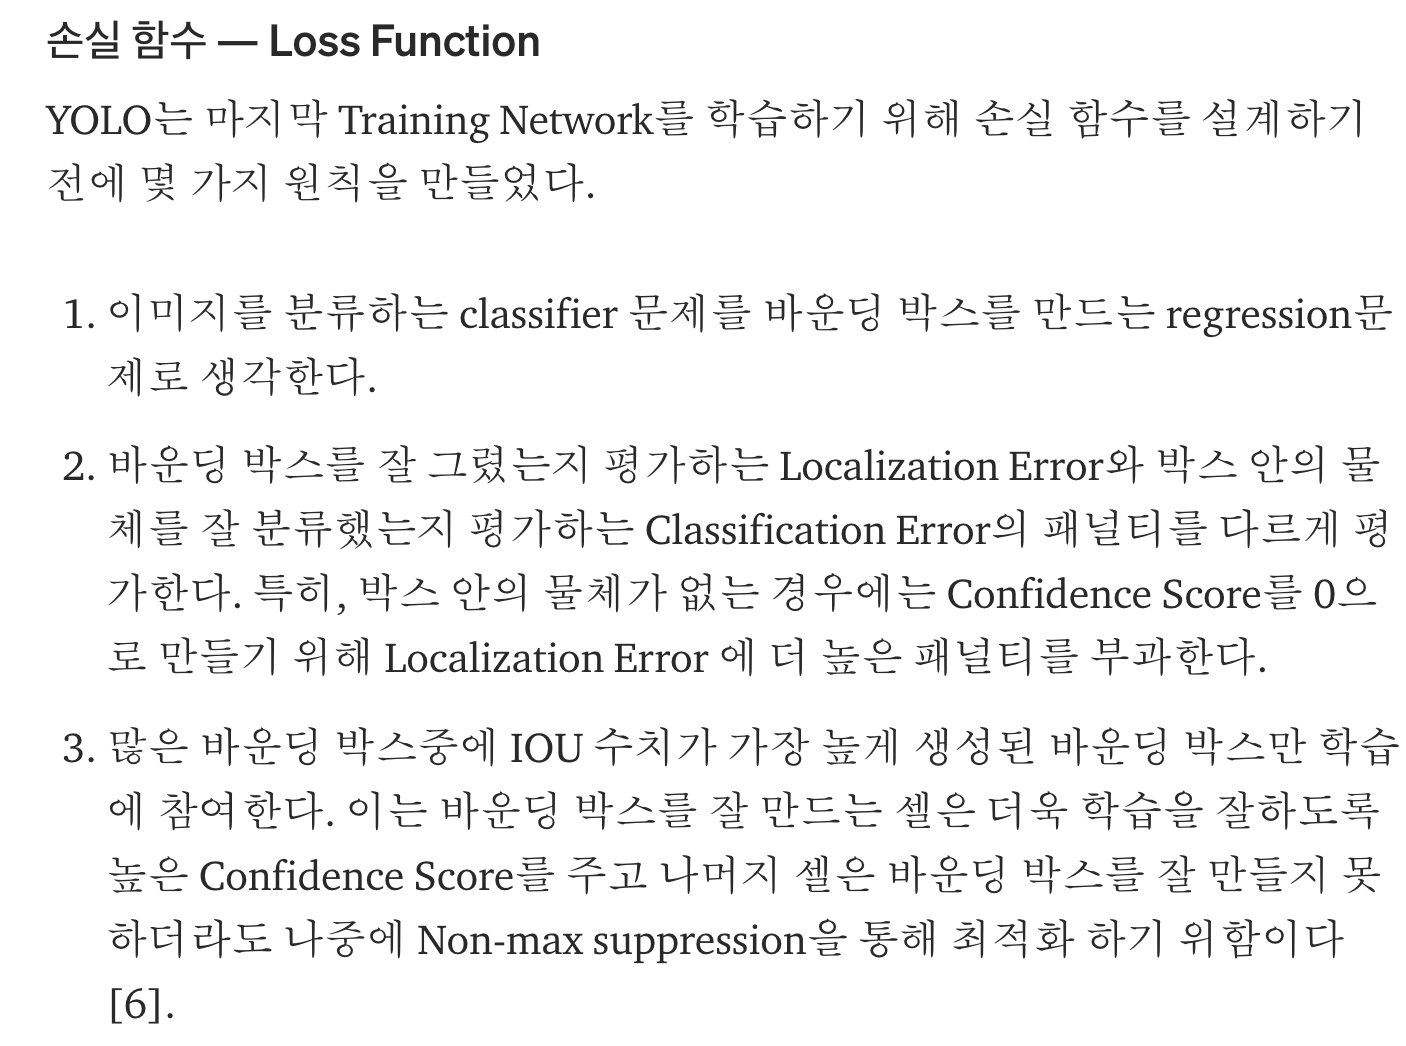 손실 함수 — Loss Function
YOLO는 마지막 Training Network를 학습하기 위해 손실 함수를 설계하기
전에 몇 가지 원칙을 만들었다.
1. 이미지를 분류하는 classifier 문제를 바운딩 박스를 만드는 regression문
제로 생각한다.
2. 바운딩 박스를 잘 그렸는지 평가하는 Localization Error와 박스 안의 물
체를 잘 분류했는지 평가하는 Classification Error의 패널티를 다르게 평
가한다. 특히, 박스 안의 물체가 없는 경우에는 Confidence Score를 0으
로 만들기 위해 Localization Error 에 더 높은 패널티를 부과한다.
3. 많은 바운딩 박스중에 IOU 수치가 가장 높게 생성된 바운딩 박스만 학습
에 참여한다. 이는 바운딩 박스를 잘 만드는 셀은 더욱 학습을 잘하도록
높은 Confidence Score를 주고 나머지 셀은 바운딩 박스를 잘 만들지 못
하더라도 나중에 Non-max suppression을 통해 최적화 하기 위함이다
[6].